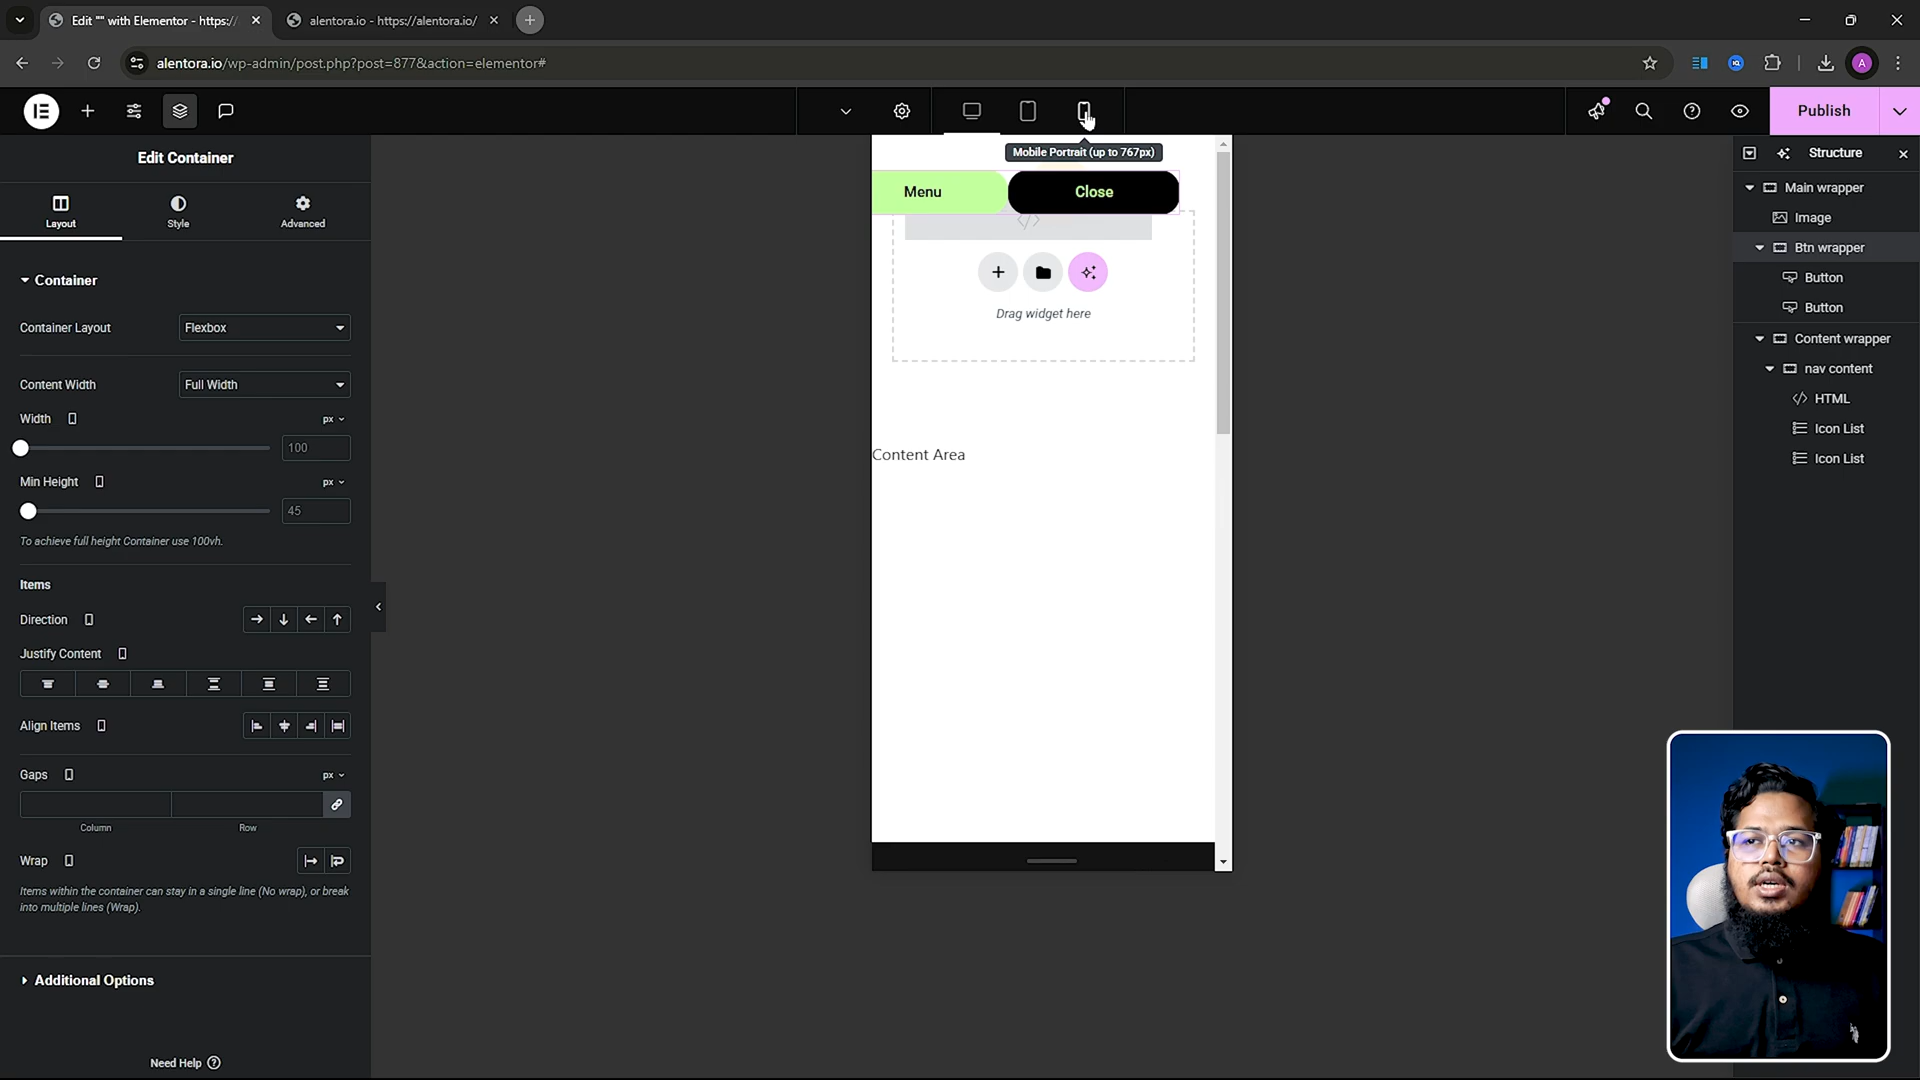 Edit "" with Elementor - https:/
alentora.io - https://alentora.io/
alentora.io/wp-admin/post.php?post=877&action=elementor#
A
Publish
Edit Container
Layout
Style
Advanced
Container
Container Layout
Flexbox
Content Width
Full Width
Width
px
100
Min Height
px
45
To achieve full height Container use 100vh.
Items
Direction
Justify Content
Align Items
Gaps
px
Column
Row
Wrap
Items within the container can stay in a single line (No wrap), or break
into multiple lines (Wrap).
Additional Options
Need Help
Mobile Portrait (up to 767px)
Menu
Close
Drag widget here
Content Area
Structure
Main wrapper
Image
Btn wrapper
Button
Button
Content wrapper
nav content
HTML
Icon List
Icon List